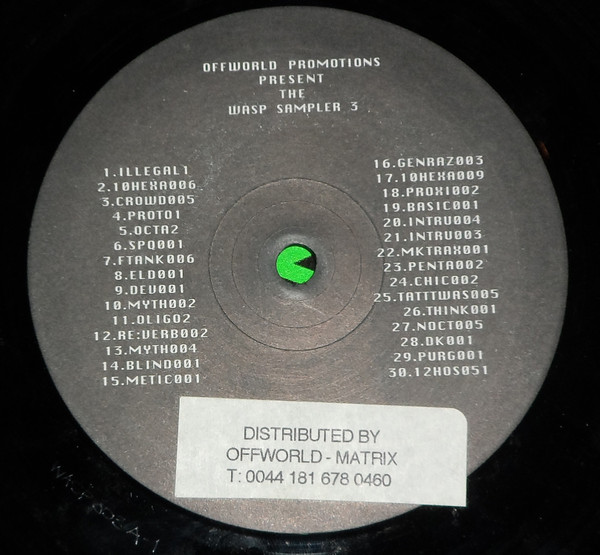 OFFWORLD PROMOTIONS
PRESENT
THE
WASP SAMPLER 3
1.ILLEGAL1
2.10HEXA006
3.CROWD005
4.PROTO1
5.OCTA2
6.SPQ001
7.FTANK006
8.ELD001
9.DEV001
10.MYTH002
11.OLIGO2
12.RE:VERB002
13.MYTH004
14.BLIND001
15.METIC001
16.GENRAZ003
17.10HEXA009
18.PROXI002
19.BASIC001
20.INTRU004
21.INTRU003
22.MKTRAX001
23.PENTA002
24.CHIC002
25.TATTTWAS005
26.THINK001
27.NOCT005
28.DK001
29.PURG001
30.12HOS051
DISTRIBUTED BY
OFFWORLD - MATRIX
T: 0044 181 678 0460